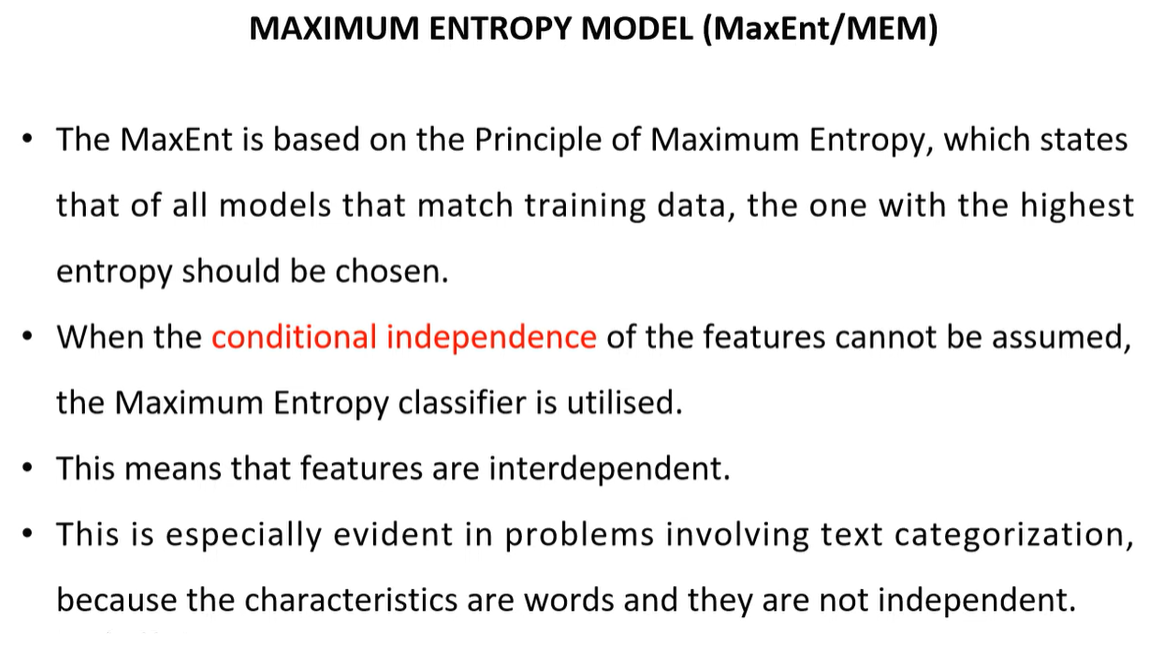 MAXIMUM ENTROPY MODEL (MaxEnt/MEM)
• The MaxEnt is based on the Principle of Maximum Entropy, which states
that of all models that match training data, the one with the highest
entropy should be chosen.
• When the conditional independence of the features cannot be assumed,
the Maximum Entropy classifier is utilised.
• This means that features are interdependent.
• This is especially evident in problems involving text categorization,
because the characteristics are words and they are not independent.